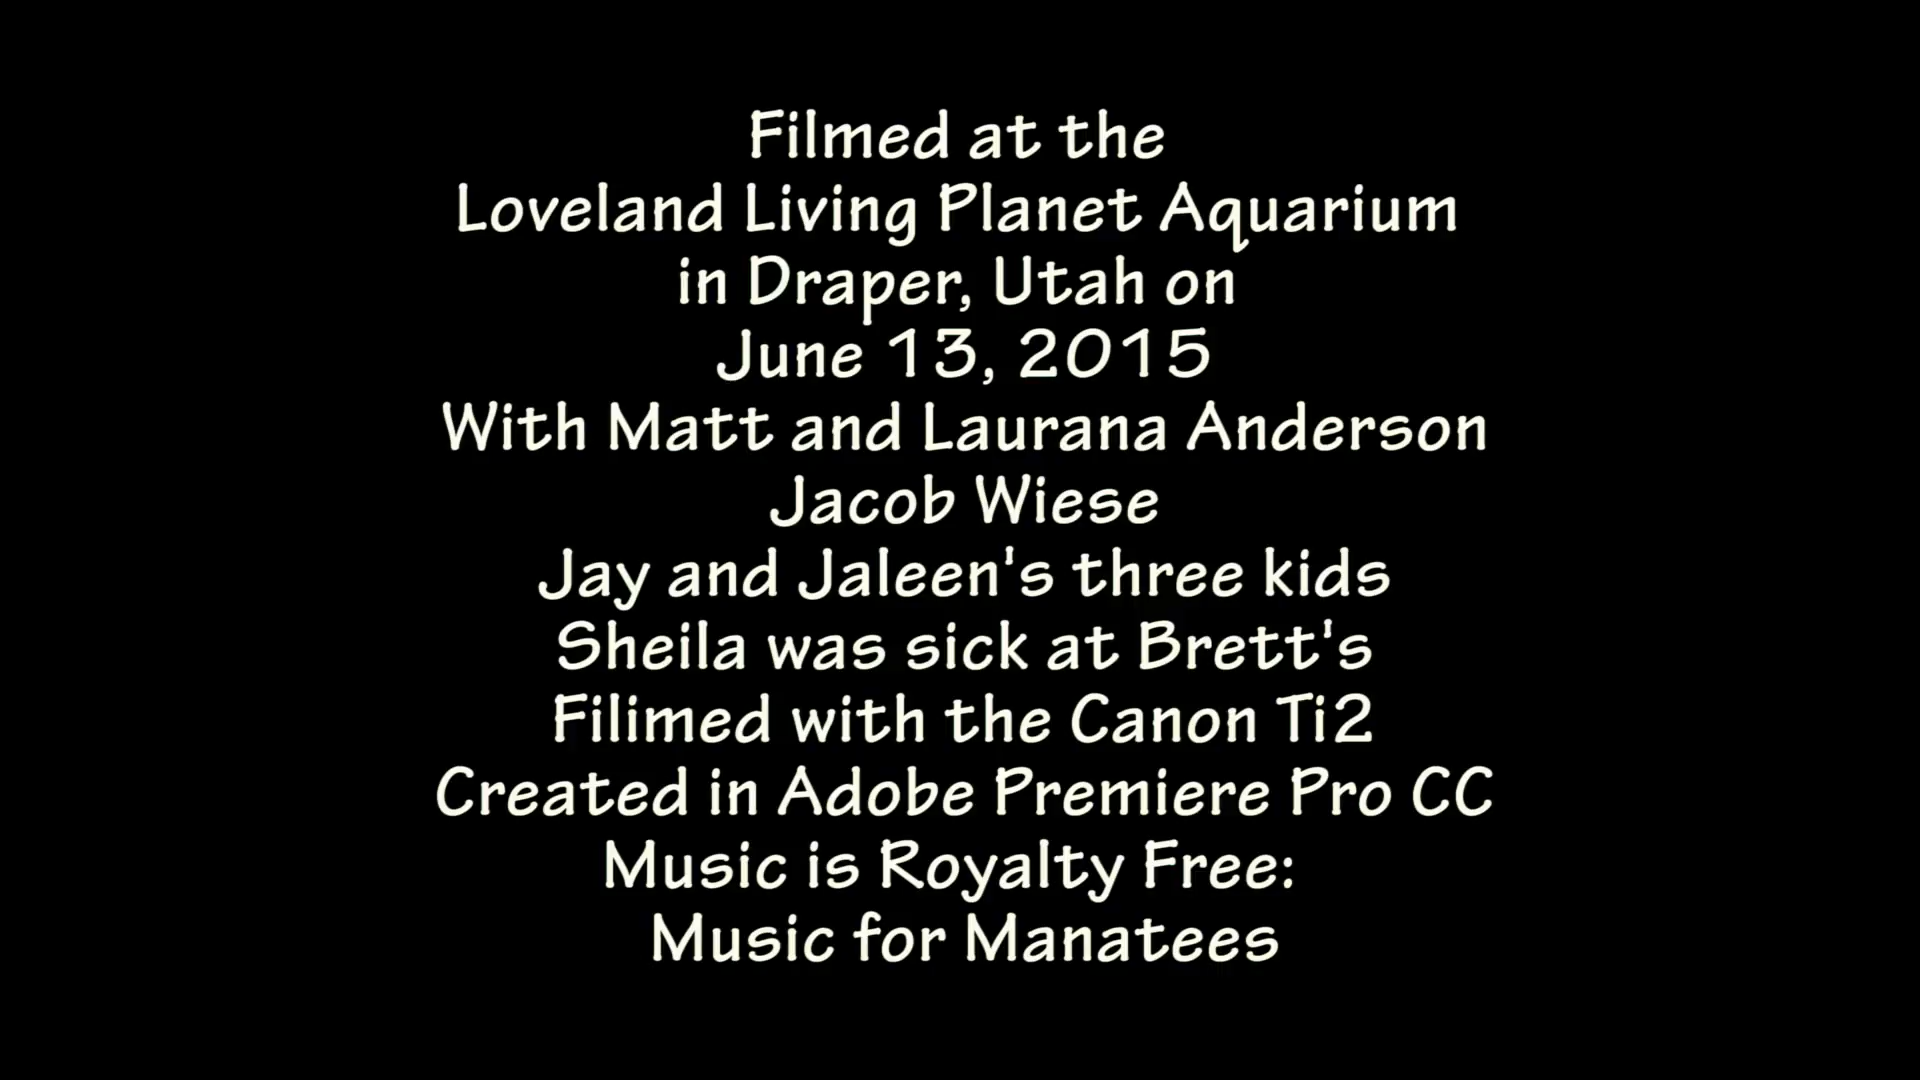 Filmed at the
Loveland Living Planet Aquarium
in Draper, Utah on
June 13, 2015
With Matt and Laurana Anderson
Jacob Wiese
Jay and Jaleen's three kids
Sheila was sick at Brett's
Filimed with the Canon Ti2
Created in Adobe Premiere Pro CC
Music is Royalty Free:
Music for Manatees